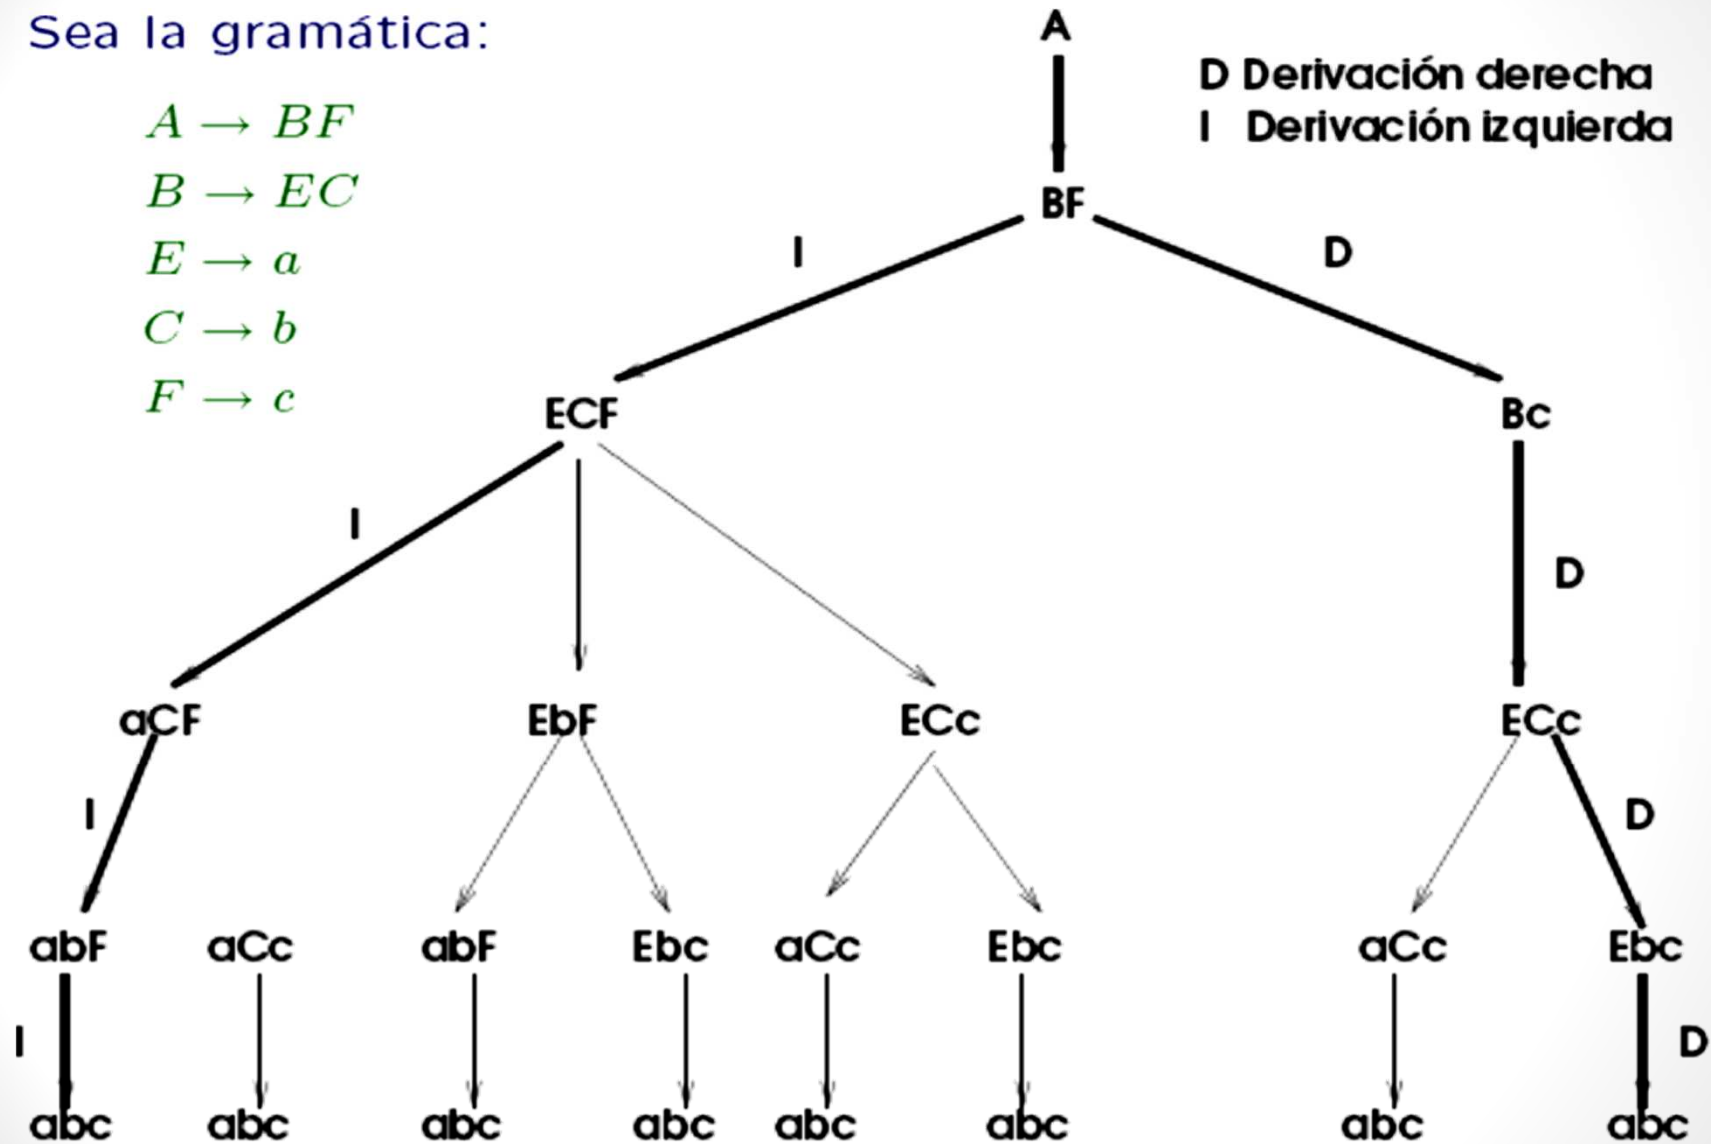 Sea la gramática:
A → BF
B → EC
E → a
C → b
F → c
A
D Derivación derecha
I Derivación izquierda
BF
I
D
ECF
Bc
I
D
aCF
EbF
ECc
ECc
I
D
abF
aCc
abF
Ebc
aCc
Ebc
aCc
Ebc
I
D
abc
abc
abc
abc
abc
abc
abc
abc